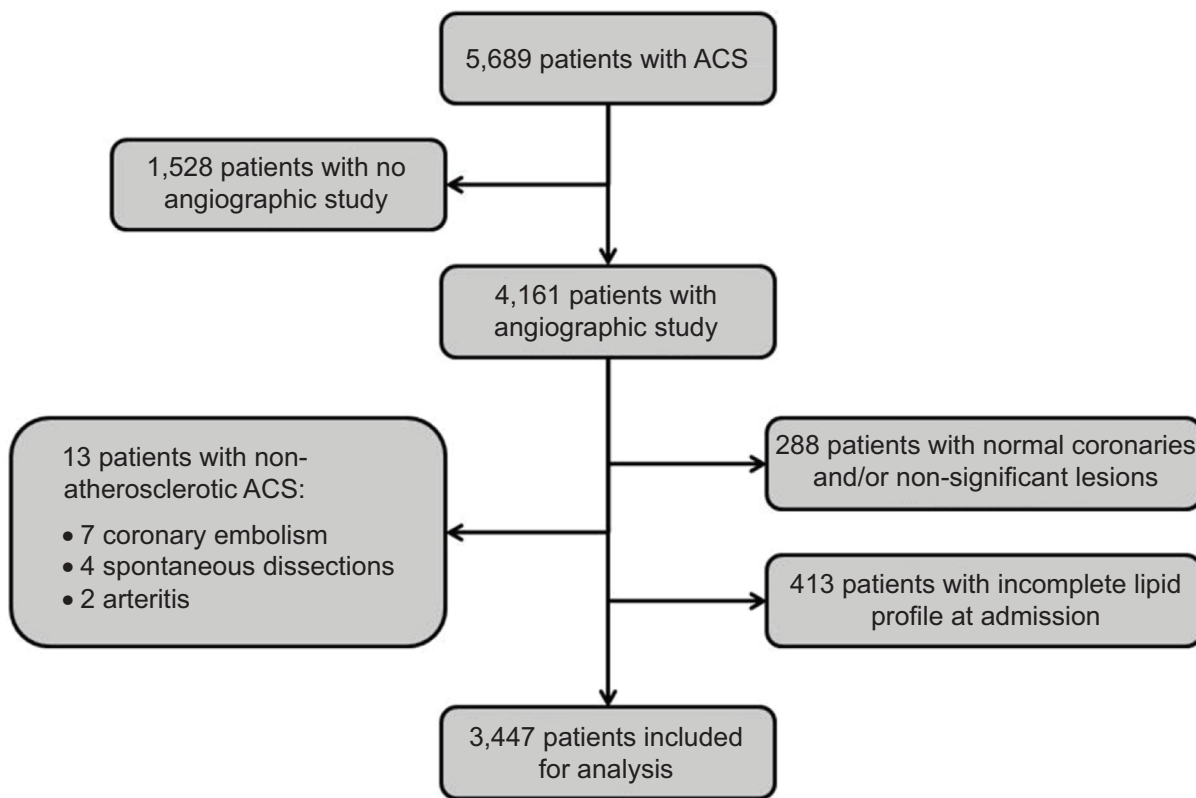 5,689 patients with ACS
1,528 patients with no
angiographic study
4,161 patients with
angiographic study
13 patients with non-
atherosclerotic ACS:
• 7 coronary embolism
• 4 spontaneous dissections
• 2 arteritis
288 patients with normal coronaries
and/or non-significant lesions
413 patients with incomplete lipid
profile at admission
3,447 patients included
for analysis